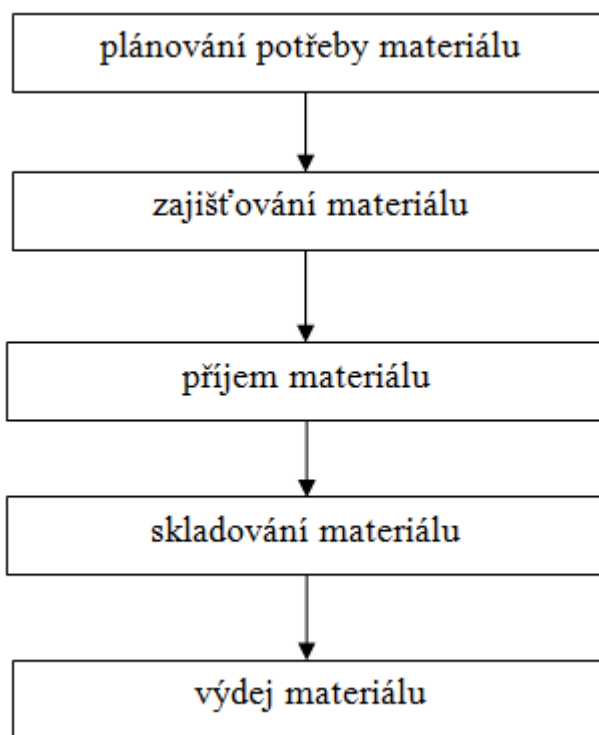 plánování potřeby materiálu
zajišťování materiálu
příjem materiálu
skladování materiálu
výdej materiálu